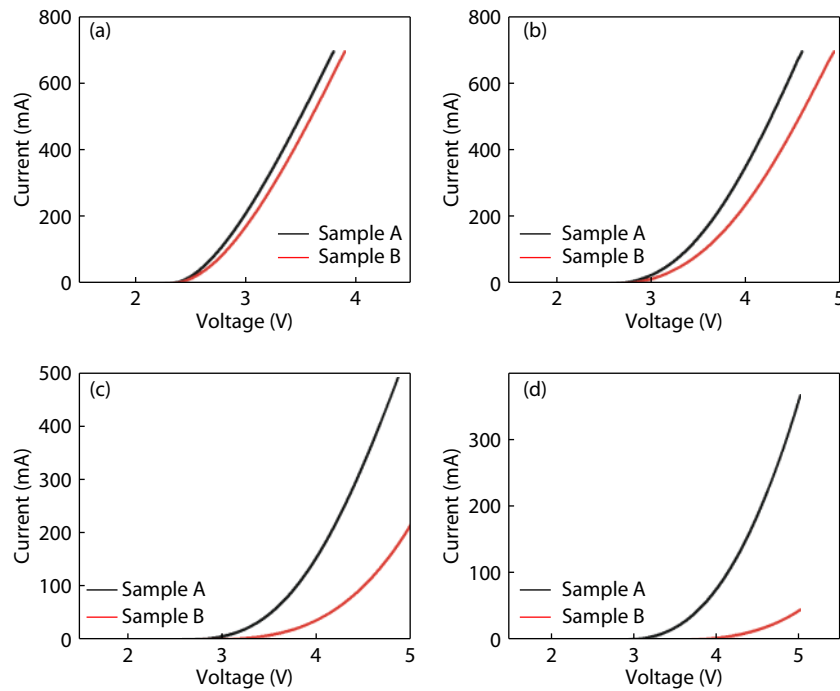 (a)
800
600
400
200
0
Current (mA)
Sample A
Sample B
2 3 4
Voltage (V)
(b)
800
600
400
200
0
Current (mA)
Sample A
Sample B
2 3 4 5
Voltage (V)
(c)
500
400
300
200
100
0
Current (mA)
Sample A
Sample B
2 3 4 5
Voltage (V)
(d)
300
200
100
0
Current (mA)
Sample A
Sample B
2 3 4 5
Voltage (V)